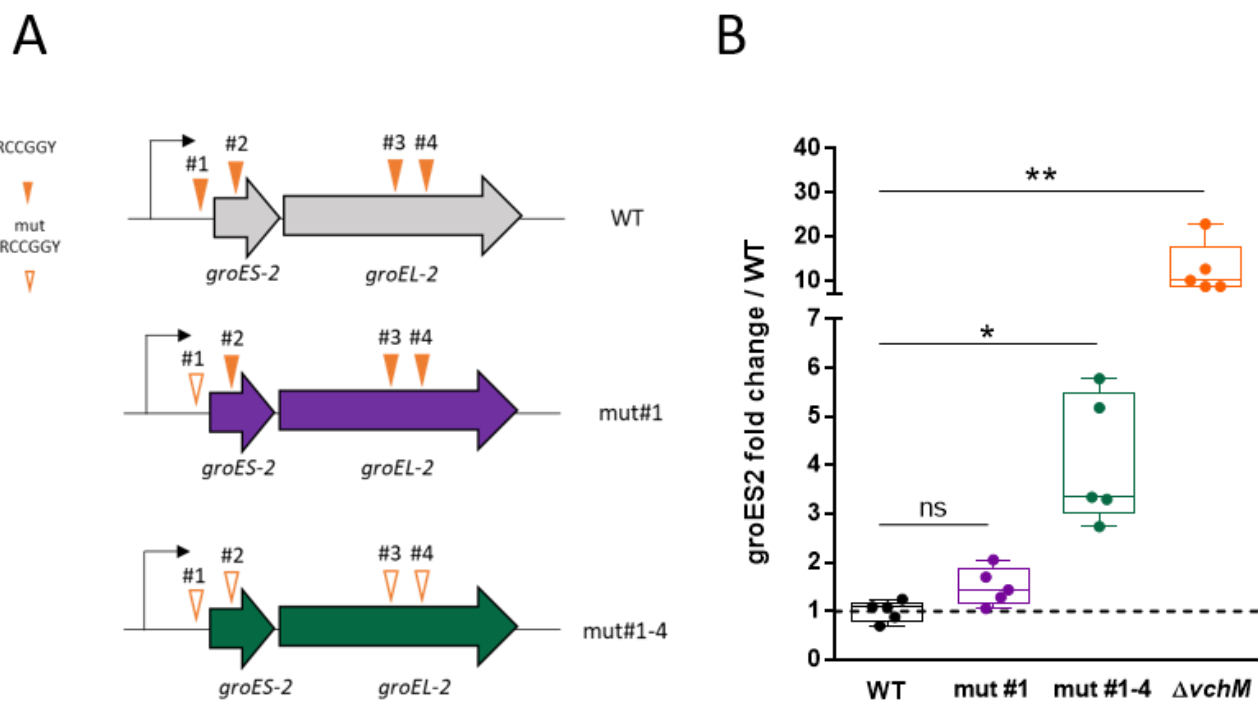 A
RCCGGY
mut
RCCGGY
#1
#2
#3
#4
WT
groES-2
groEL-2
#1
#2
#3
#4
mut#1
groES-2
groEL-2
#1
#2
#3
#4
mut#1-4
groES-2
groEL-2
B
groES2 fold change / WT
40
30
20
10
7
6
5
4
3
2
1
0
**
*
ns
WT
mut #1
mut #1-4
ΔvchM